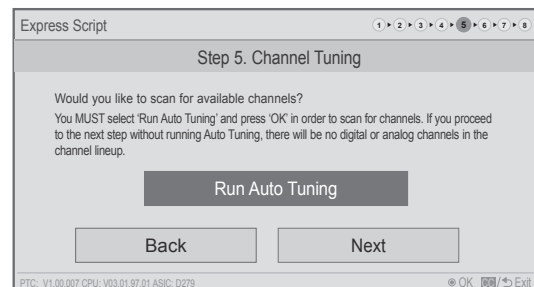 Express Script
1 ▸ 2 ▸ 3 ▸ 4 ▸ 5 ▸ 6 ▸ 7 ▸ 8
Step 5. Channel Tuning
Would you like to scan for available channels?
You MUST select ‘Run Auto Tuning’ and press ‘OK’ in order to scan for channels. If you proceed
to the next step without running Auto Tuning, there will be no digital or analog channels in the
channel lineup.
Run Auto Tuning
Back
Next
PTC: V1.00.007 CPU: V03.01.97.01 ASIC: D279
OK CC/ Exit